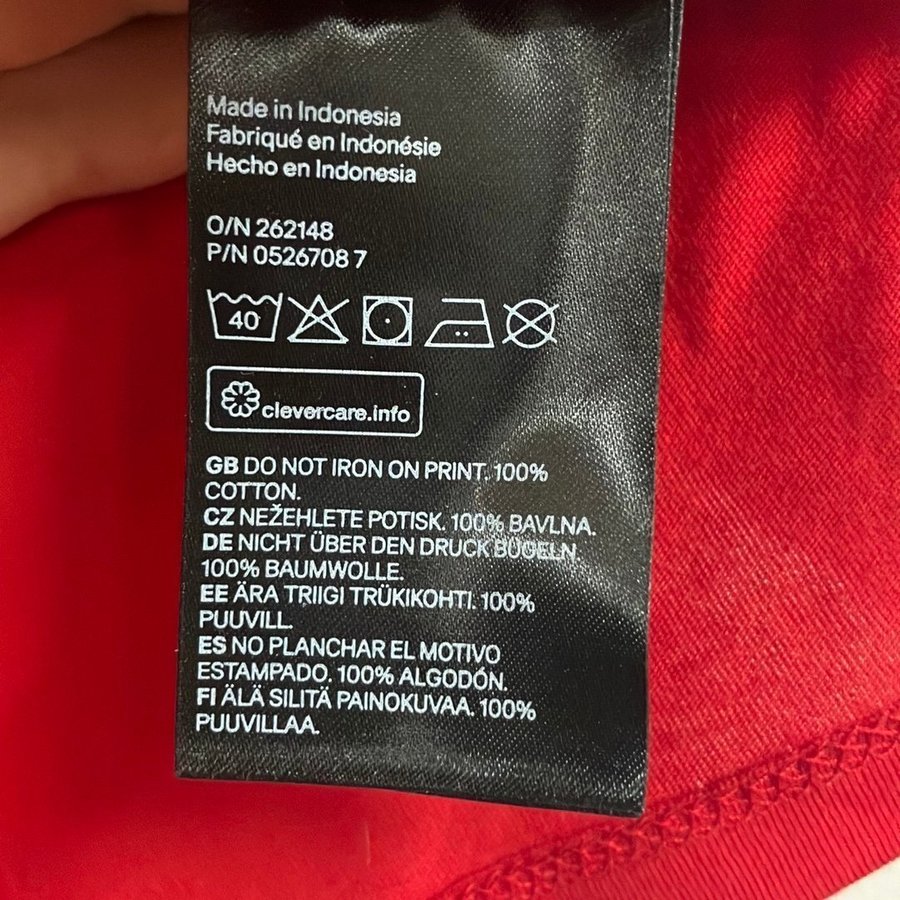 Made in Indonesia
Fabriqué en Indonésie
Hecho en Indonesia
O/N 262148
P/N 0526708 7
40
clevercare.info
GB DO NOT IRON ON PRINT. 100%
COTTON.
CZ NEŽEHLETE POTISK. 100% BAVLNA.
DE NICHT ÜBER DEN DRUCK BÜGELN.
100% BAUMWOLLE.
EE ÄRA TRIIGI TRÜKIKOHTI. 100%
PUUVILL.
ES NO PLANCHAR EL MOTIVO
ESTAMPADO. 100% ALGODÓN.
FI ÄLÄ SILITÄ PAINOKUVAA. 100%
PUUVILLAA.